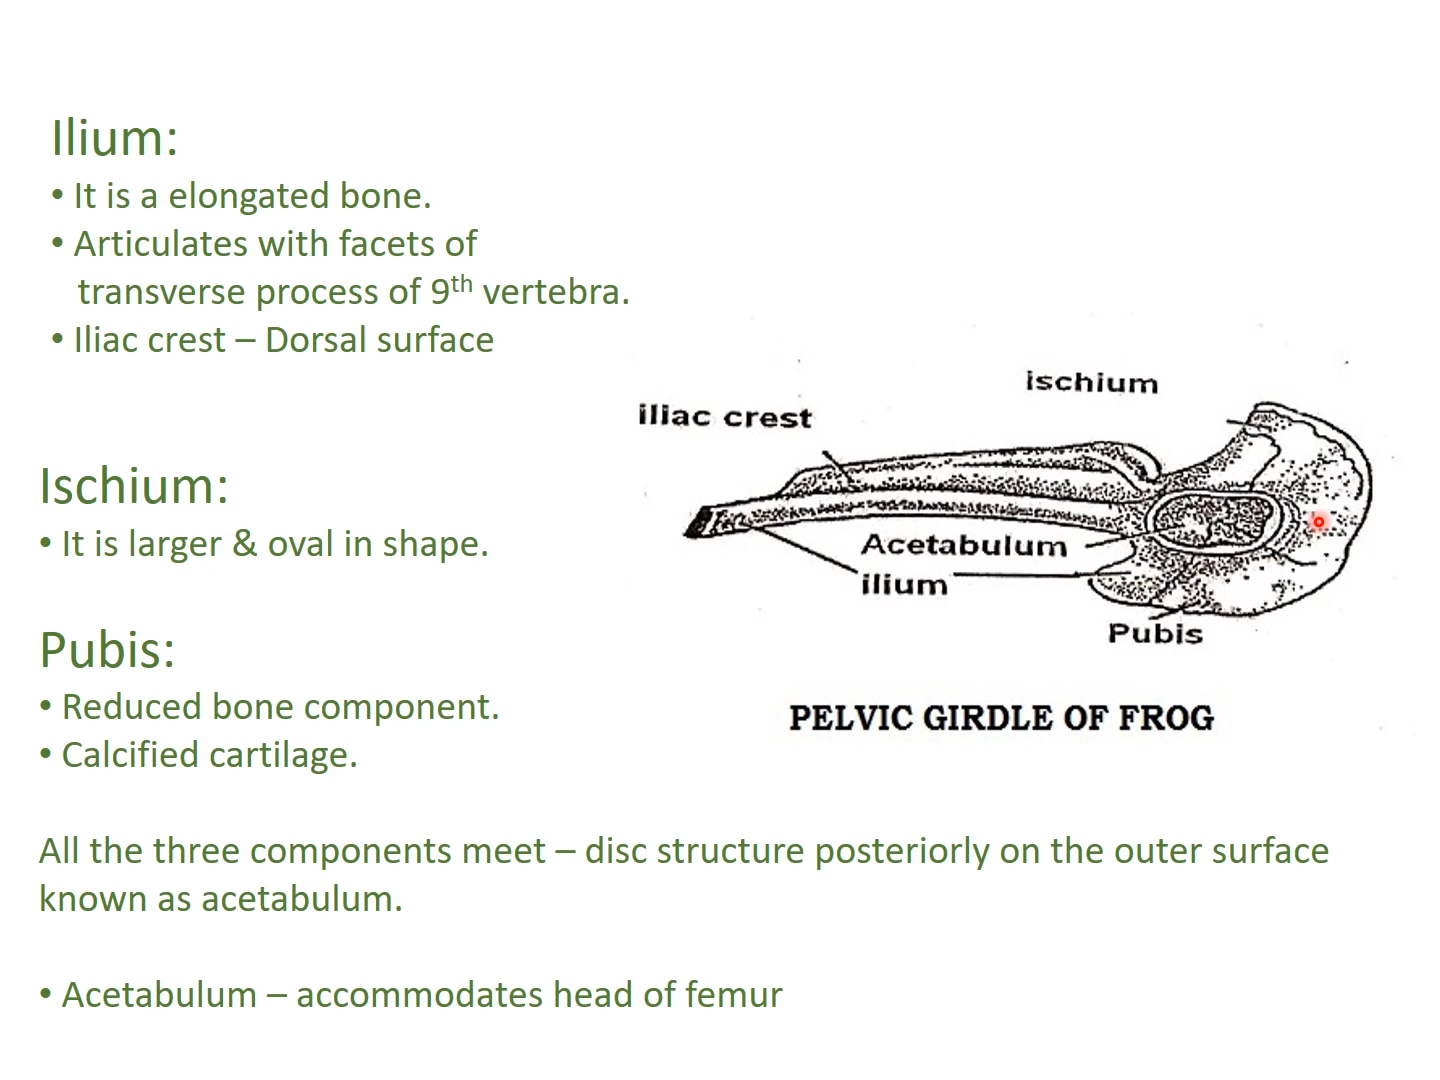 Ilium:
• It is a elongated bone.
• Articulates with facets of
transverse process of 9th vertebra.
• Iliac crest – Dorsal surface
Ischium:
• It is larger & oval in shape.
Pubis:
• Reduced bone component.
• Calcified cartilage.
ischium
iliac crest
Acetabulum
ilium
Pubis
PELVIC GIRDLE OF FROG
All the three components meet – disc structure posteriorly on the outer surface
known as acetabulum.
• Acetabulum – accommodates head of femur